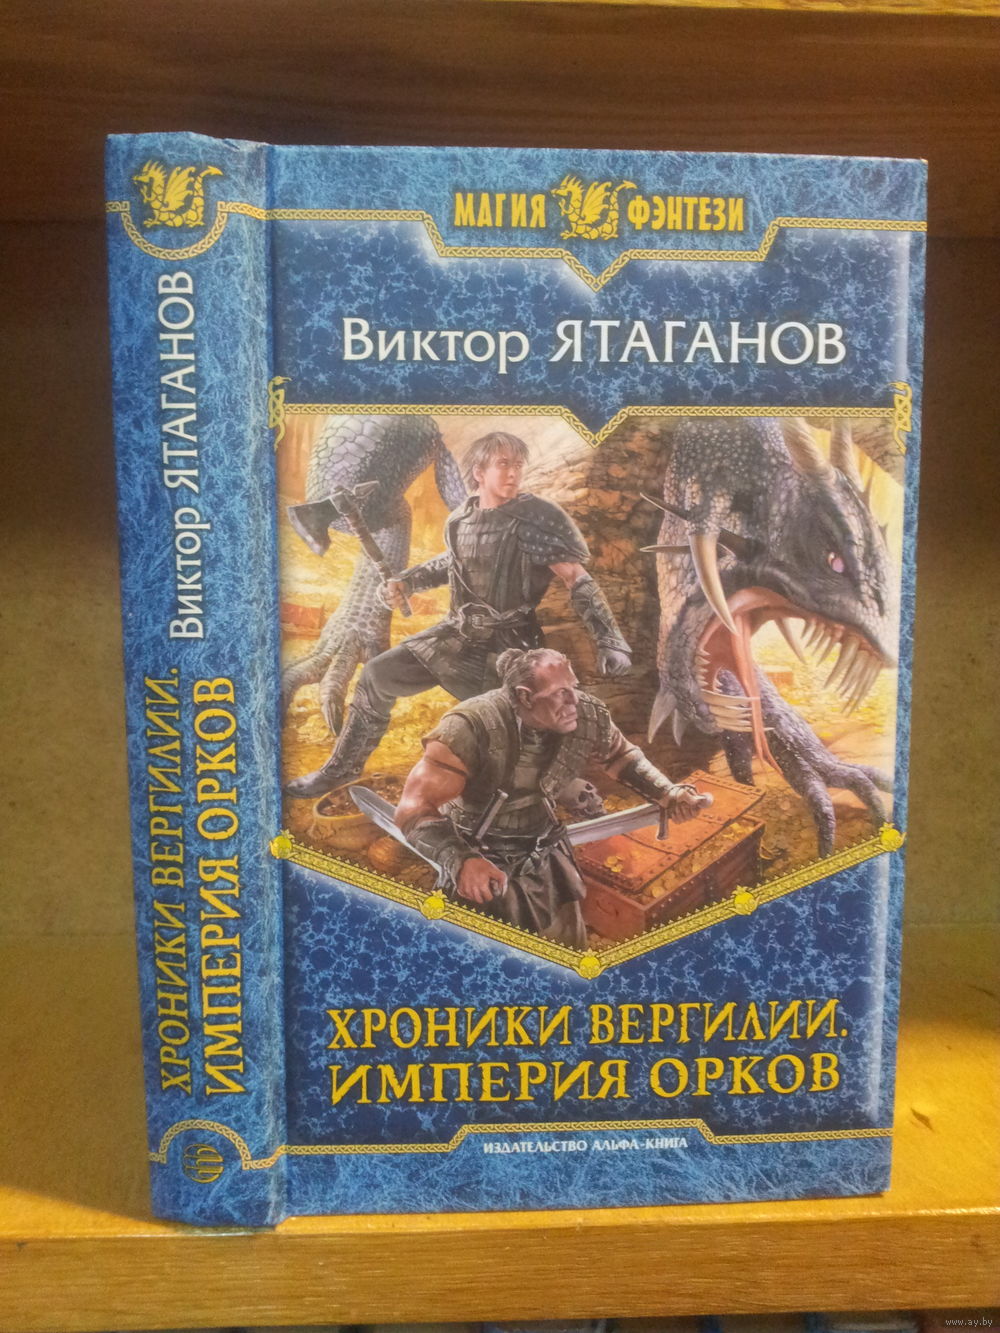 МАГИЯ ФЭНТЕЗИ
Виктор ЯТАГАНОВ
ХРОНИКИ ВЕРГИЛИИ.
ИМПЕРИЯ ОРКОВ
ИЗДАТЕЛЬСТВО АЛЬФА-КНИГА
Виктор ЯТАГАНОВ
ХРОНИКИ ВЕРГИЛИИ.
ИМПЕРИЯ ОРКОВ
www.ay.by